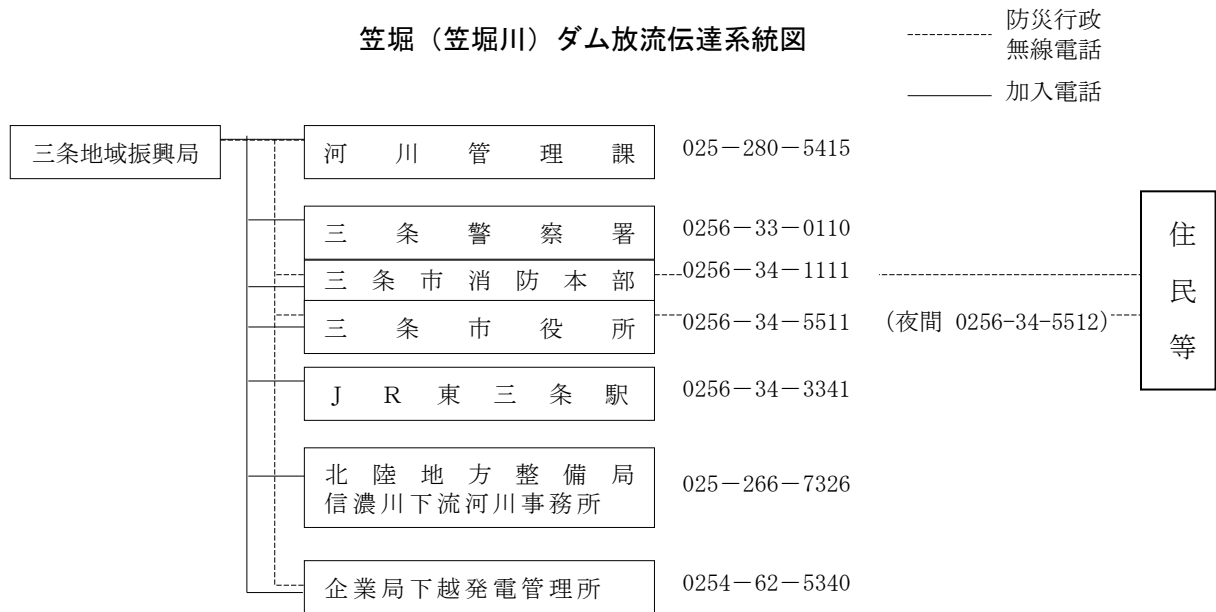 笠堀（笠堀川）ダム放流伝達系統図
防災行政
無線電話
加入電話
三条地域振興局
河川管理課 025－280－5415
三条警察署 0256－33－0110
三条市消防本部 0256－34－1111
三条市役所 0256－34－5511 （夜間 0256-34-5512）
住民等
ＪＲ東三条駅 0256－34－3341
北陸地方整備局
信濃川下流河川事務所 025－266－7326
企業局下越発電管理所 0254－62－5340